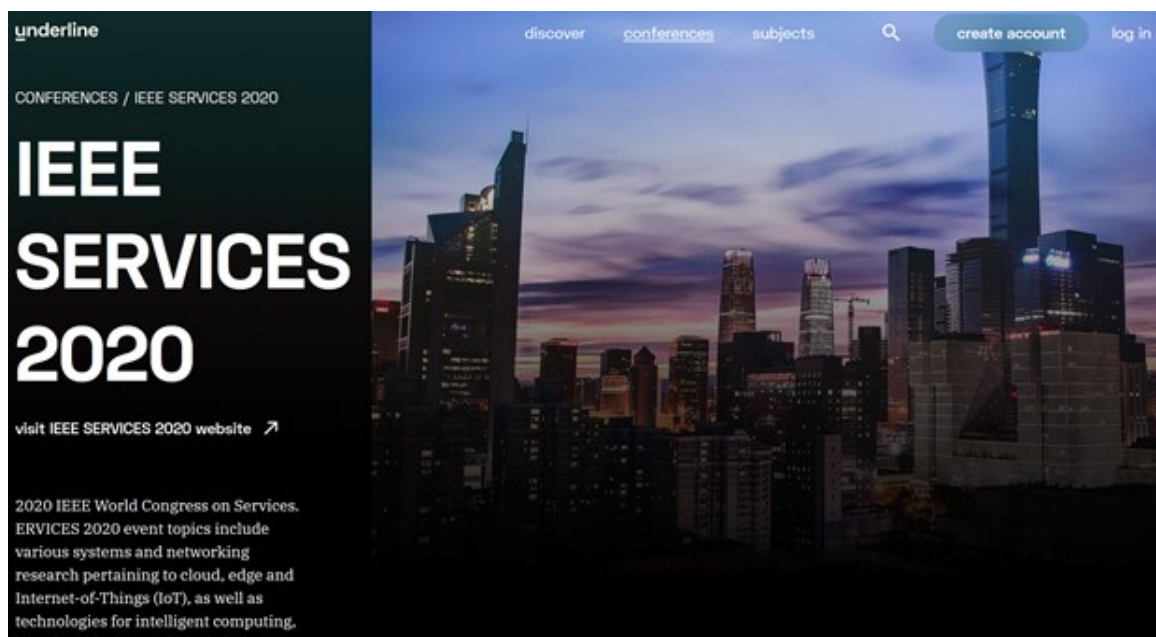 underline
discover conferences subjects create account log in
CONFERENCES / IEEE SERVICES 2020
IEEE
SERVICES
2020
visit IEEE SERVICES 2020 website
2020 IEEE World Congress on Services.
ERVICES 2020 event topics include
various systems and networking
research pertaining to cloud, edge and
Internet-of-Things (IoT), as well as
technologies for intelligent computing,